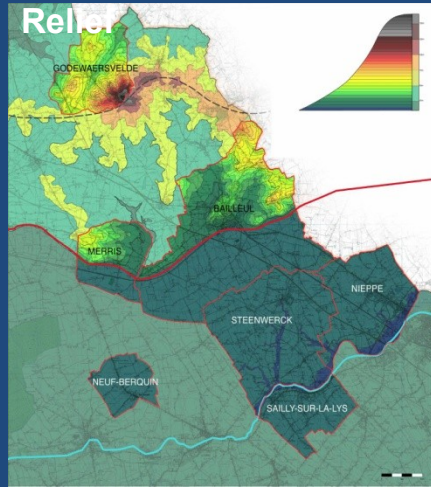 Relief
GODEWAERSVELDE
BAILLEUL
MERRIS
NIEPPE
STEENWERCK
NEUF-BERQUIN
SAILLY-SUR-LA-LYS